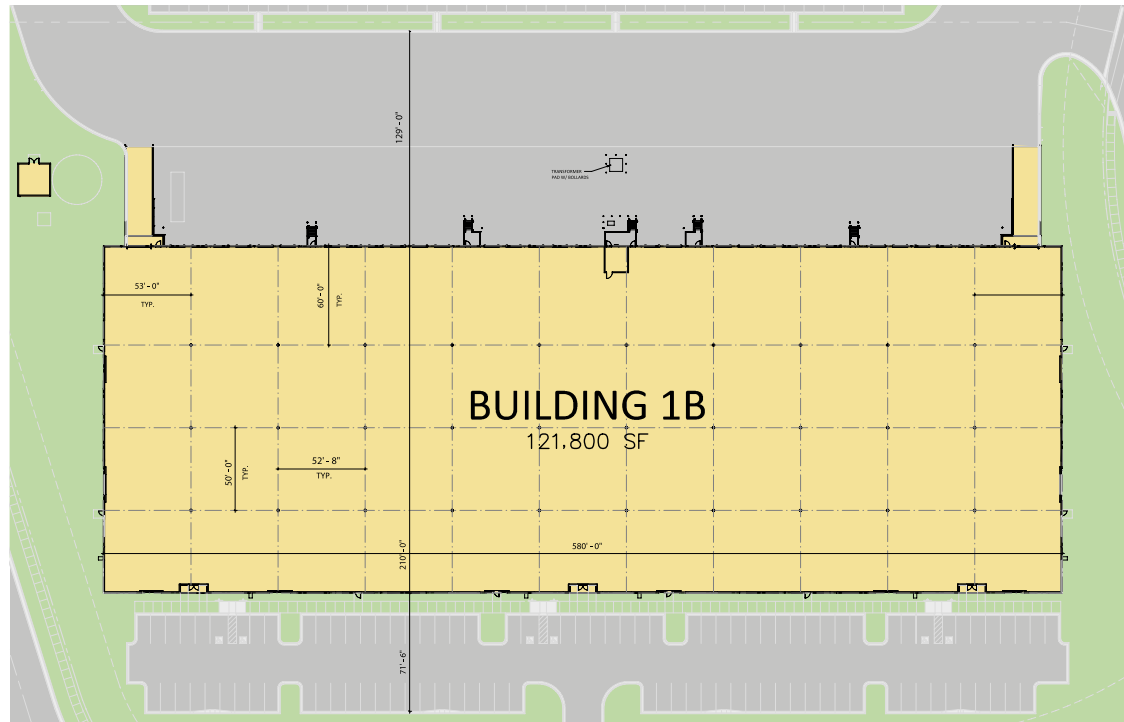 129' - 0"
TRANSFORMER
PAD W/ BOLLARDS
53' - 0"
TYP.
60' - 0"
TYP.
BUILDING 1B
121,800 SF
52' - 8"
TYP.
50' - 0"
TYP.
580' - 0"
210' - 0"
71' - 6"